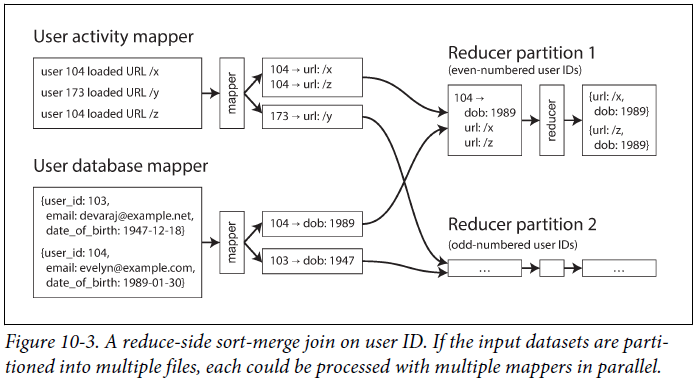 User activity mapper
user 104 loaded URL /x
user 173 loaded URL /y
user 104 loaded URL /z
mapper
104 → url: /x
104 → url: /z
173 → url: /y
User database mapper
{user_id: 103,
email: devaraj@example.net,
date_of_birth: 1947-12-18}
{user_id: 104,
email: evelyn@example.com,
date_of_birth: 1989-01-30}
mapper
104 → dob: 1989
103 → dob: 1947
Reducer partition 1
(even-numbered user IDs)
104 →
dob: 1989
url: /x
url: /z
reducer
{url: /x,
dob: 1989}
{url: /z,
dob: 1989}
Reducer partition 2
(odd-numbered user IDs)
...
...
Figure 10-3. A reduce-side sort-merge join on user ID. If the input datasets are parti-
tioned into multiple files, each could be processed with multiple mappers in parallel.